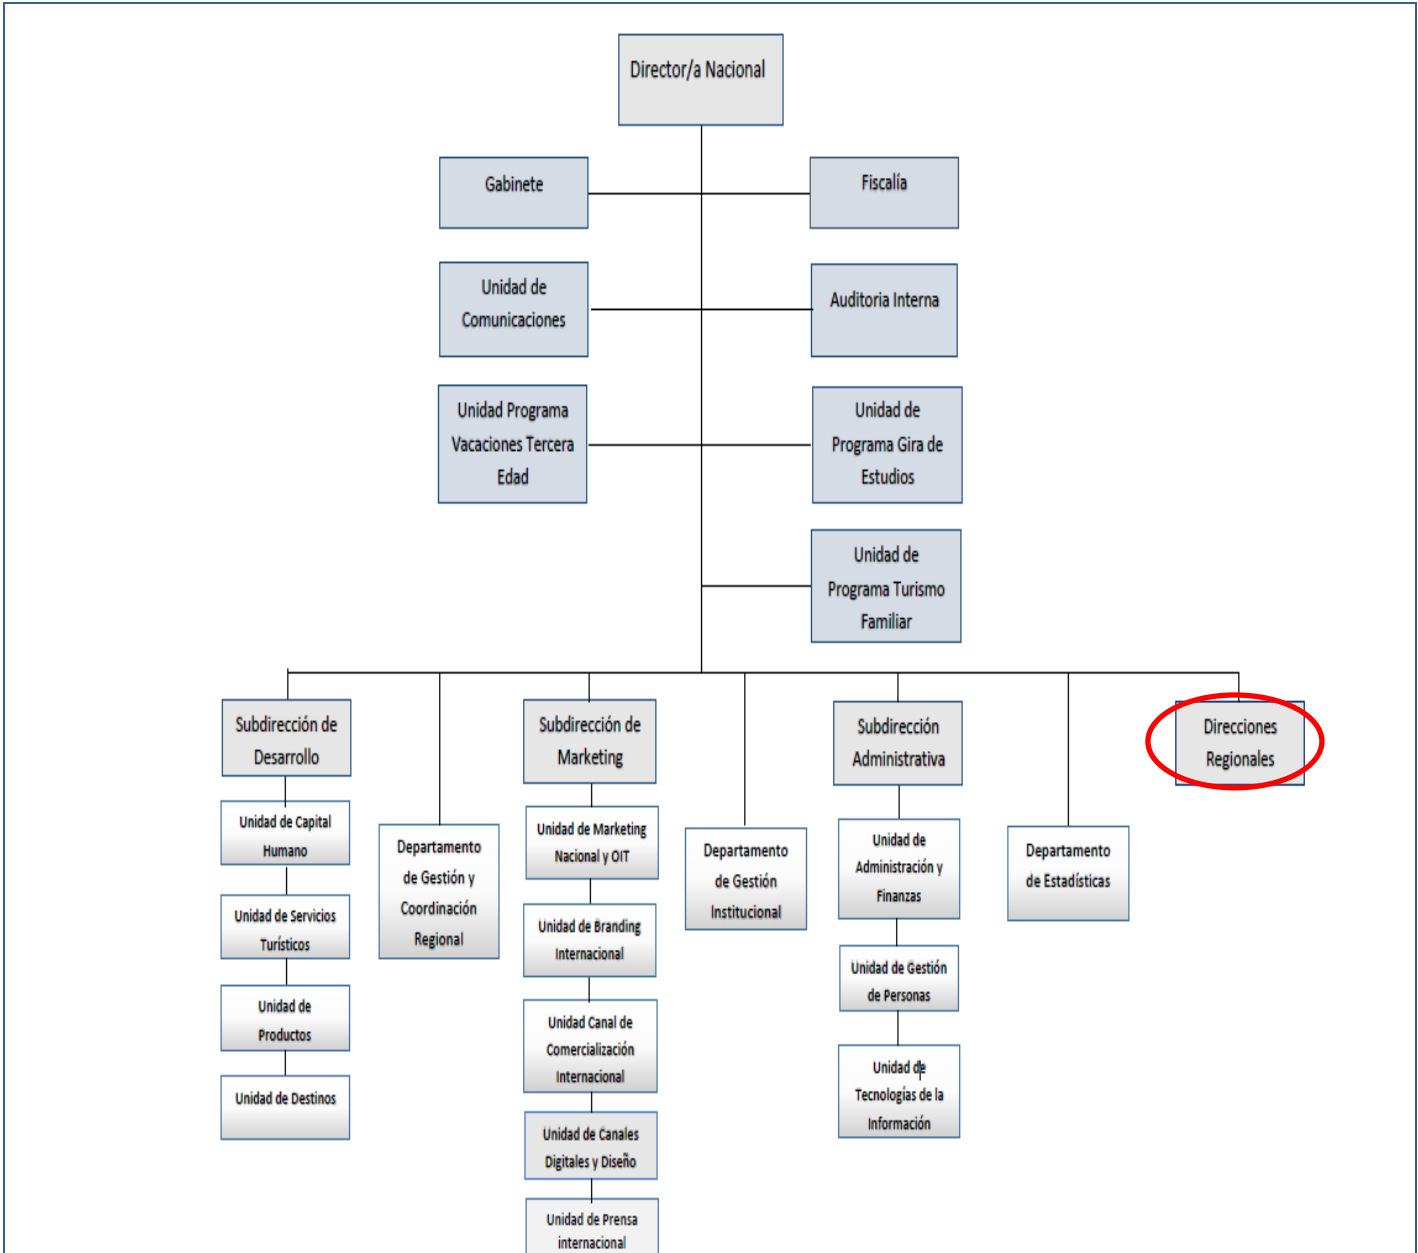 Director/a Nacional
Gabinete
Fiscalía
Unidad de
Comunicaciones
Auditoria Interna
Unidad Programa
Vacaciones Tercera
Edad
Unidad de
Programa Gira de
Estudios
Unidad de
Programa Turismo
Familiar
Subdirección de
Desarrollo
Unidad de Capital
Humano
Unidad de Servicios
Turísticos
Unidad de
Productos
Unidad de Destinos
Departamento
de Gestión y
Coordinación
Regional
Subdirección de
Marketing
Unidad de Marketing
Nacional y OIT
Unidad de Branding
Internacional
Unidad Canal de
Comercialización
Internacional
Unidad de Canales
Digitales y Diseño
Unidad de Prensa
internacional
Departamento
de Gestión
Institucional
Subdirección
Administrativa
Unidad de
Administración y
Finanzas
Unidad de Gestión
de Personas
Unidad de
Tecnologías de la
Información
Departamento
de Estadísticas
Direcciones
Regionales